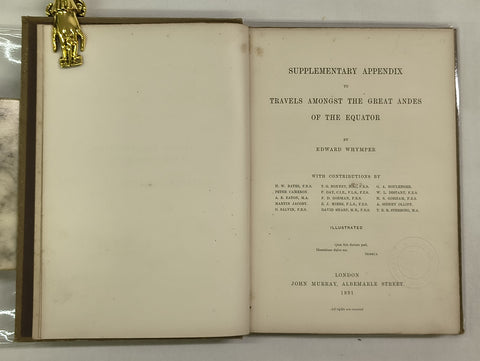 SUPPLEMENTARY APPENDIX
TO
TRAVELS AMONGST THE GREAT ANDES
OF THE EQUATOR
BY
EDWARD WHYMPER
WITH CONTRIBUTIONS BY
H. W. BATES, F.R.S.
PETER CAMERON
A. E. EATON, M.A.
MARTIN JACOBY
O. SALVIN, F.R.S.
T. G. BONNEY, F.R.S.
F. DAY, C.I.E., F.L.S., F.Z.S.
F. D. GODMAN, F.R.S.
E. J. MIERS, F.L.S., F.Z.S.
DAVID SHARP, M.B., F.R.S.
G. A. BOULENGER
W. L. DISTANT, F.E.S.
H. S. GORHAM, F.Z.S.
A. SIDNEY OLLIFF
T. R. R. STEBBING, M.A.
ILLUSTRATED
SENECA
LONDON
JOHN MURRAY, ALBEMARLE STREET
1891
All rights are reserved